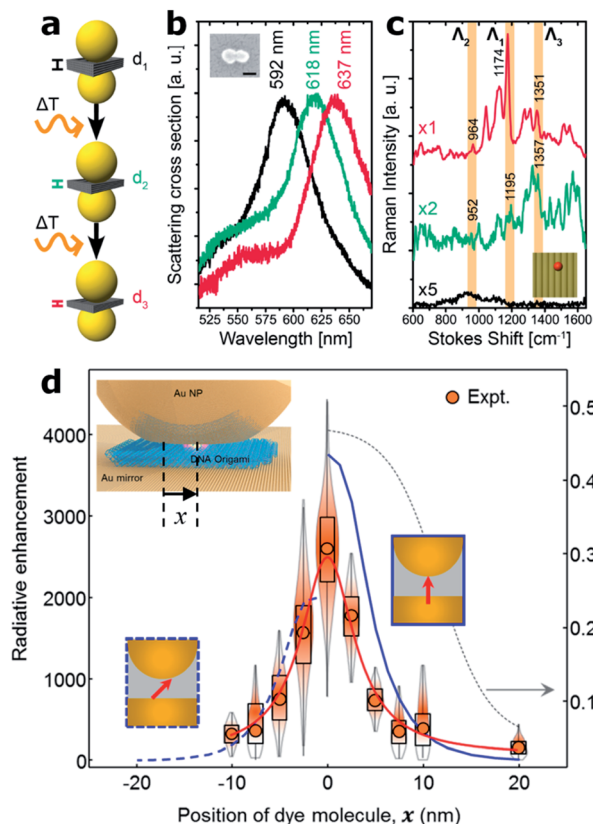 a
H
d₁
ΔT
H
d₂
ΔT
H
d₃
b
Scattering cross section [a. u.]
592 nm
618 nm
637 nm
525 550 575 600 625 650
Wavelength [nm]
c
Raman Intensity [a. u.]
Λ₂ Λ₁ Λ₃
1174
964
1351
x1
1357
1195
952
x2
x5
600 800 1000 1200 1400 1600
Stokes Shift [cm⁻¹]
d
Au NP
DNA Origami
Au mirror
x
Expt.
Radiative enhancement
4000
3000
2000
1000
0
0.5
0.4
0.3
0.2
0.1
-20 -10 0 10 20
Position of dye molecule, x (nm)